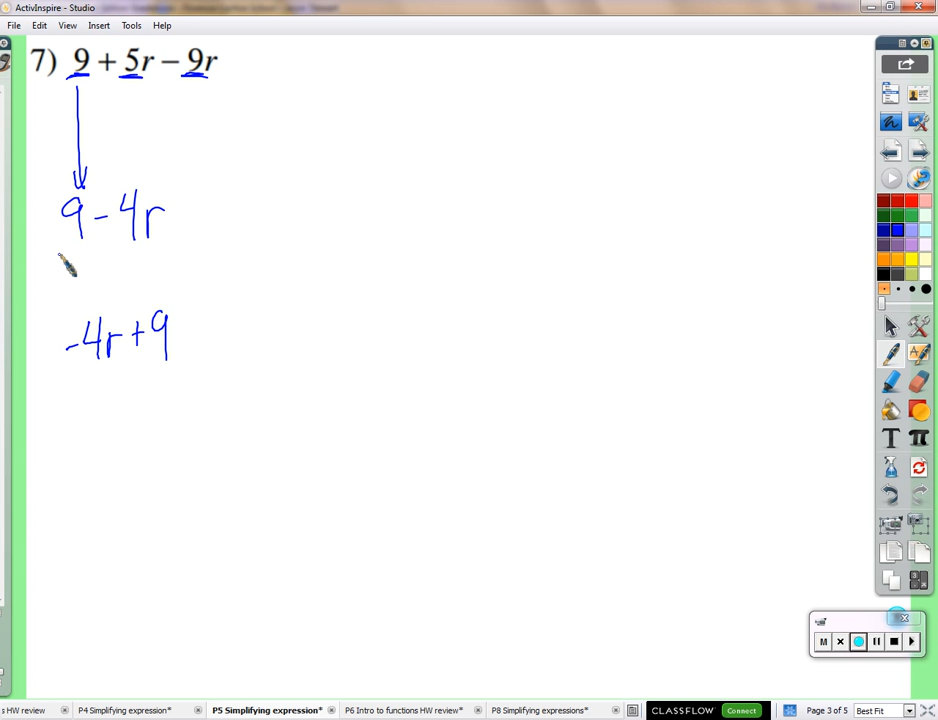 ActivInspire - Studio
File Edit View Insert Tools Help
7) 9 + 5r − 9r
9 - 4r
-4r + 9
M
s HW review P4 Simplifying expression* P5 Simplifying expression* P6 Intro to functions HW review* P8 Simplifying expressions* CLASSFLOW Connect Page 3 of 5 Best Fit